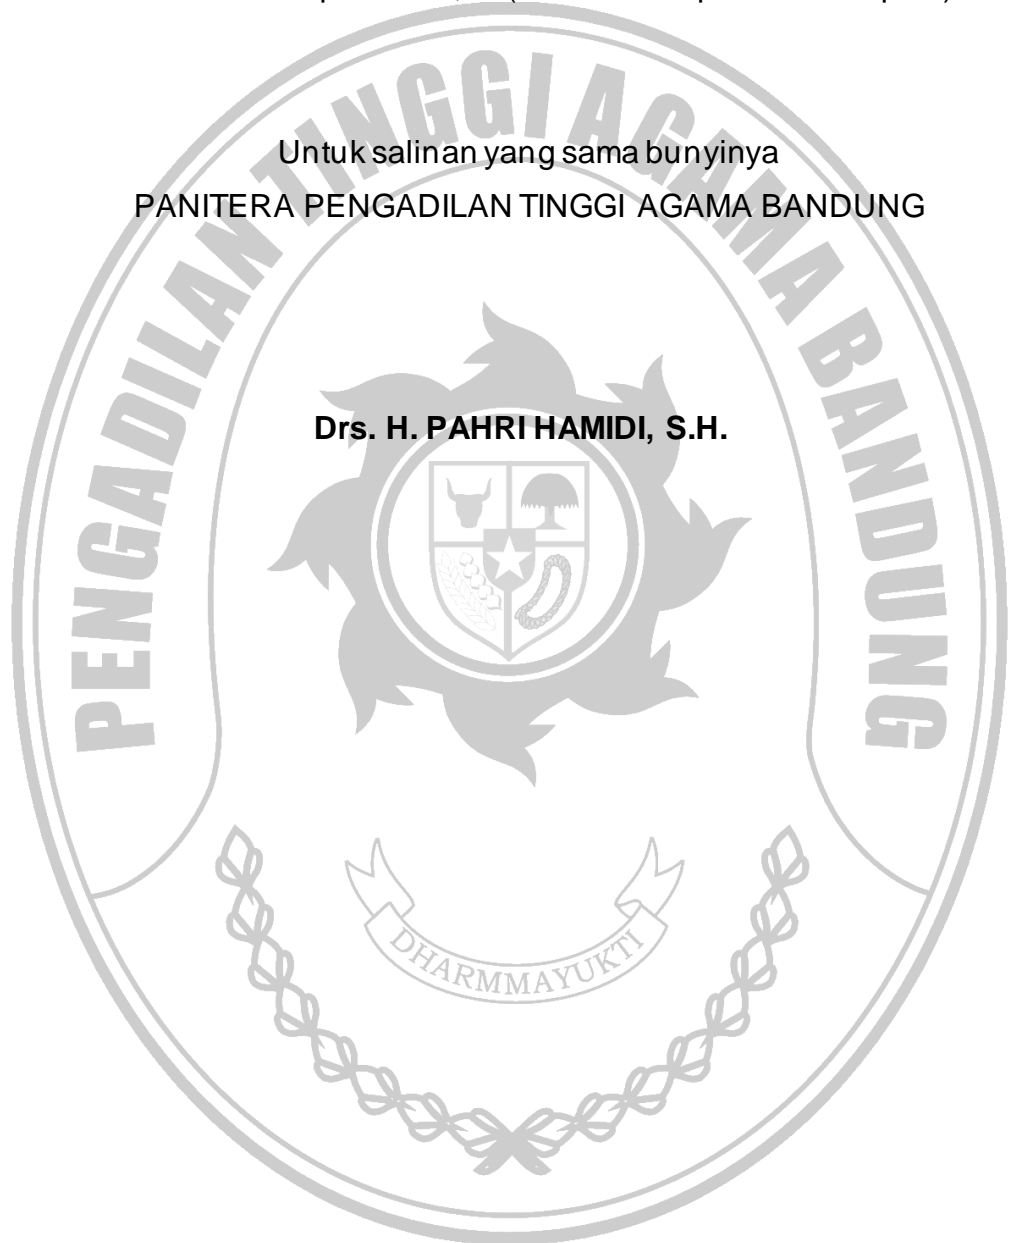 Untuk salinan yang sama bunyinya
PANITERA PENGADILAN TINGGI AGAMA BANDUNG
Drs. H. PAHRI HAMIDI, S.H.
PENGADILAN TINGGI AGAMA BANDUNG
DHARMMAYUKTI